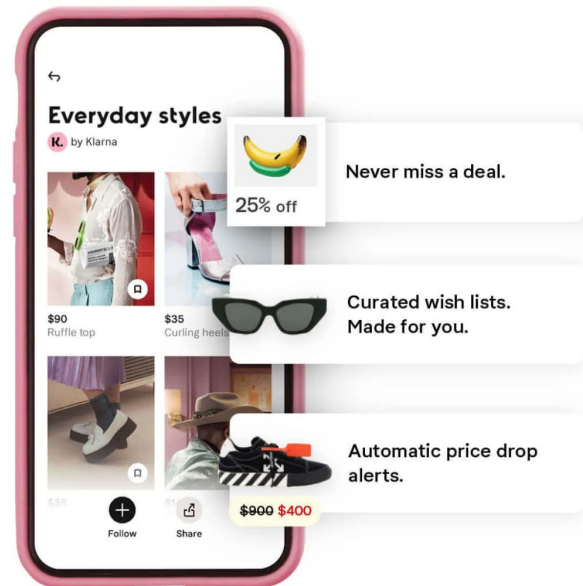 Everyday styles
K. by Klarna
25% off
Never miss a deal.
$90
Ruffle top
$35
Curling heels
Curated wish lists.
Made for you.
Automatic price drop
alerts.
$85
$900 $400
Follow
Share